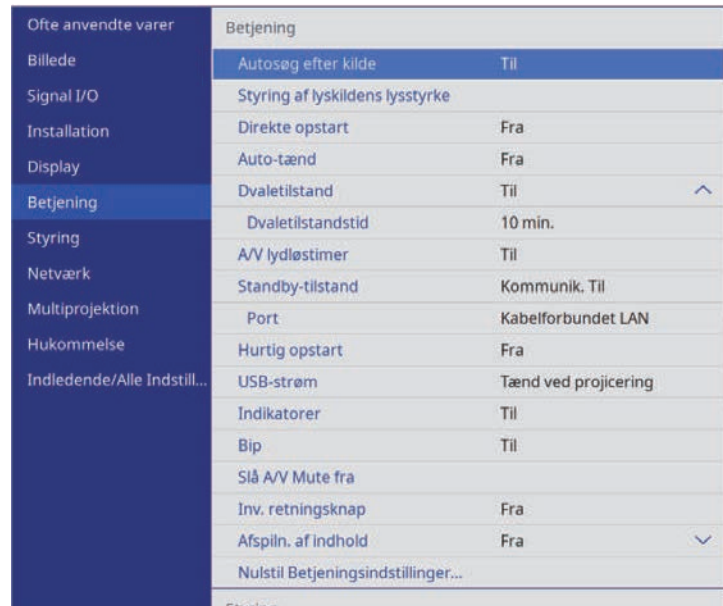 Ofte anvendte varer
Billede
Signal I/O
Installation
Display
Betjening
Styring
Netværk
Multiprojektion
Hukommelse
Indledende/Alle Indstill...
Betjening
Autosøg efter kilde Til
Styring af lyskildens lysstyrke
Direkte opstart Fra
Auto-tænd Fra
Dvaletilstand Til
Dvaletilstandstid 10 min.
A/V lydløstimer Til
Standby-tilstand Kommunik. Til
Port Kabelforbundet LAN
Hurtig opstart Fra
USB-strøm Tænd ved projicering
Indikatorer Til
Bip Til
Slå A/V Mute fra
Inv. retningsknap Fra
Afspiln. af indhold Fra
Nulstil Betjeningsindstillinger...